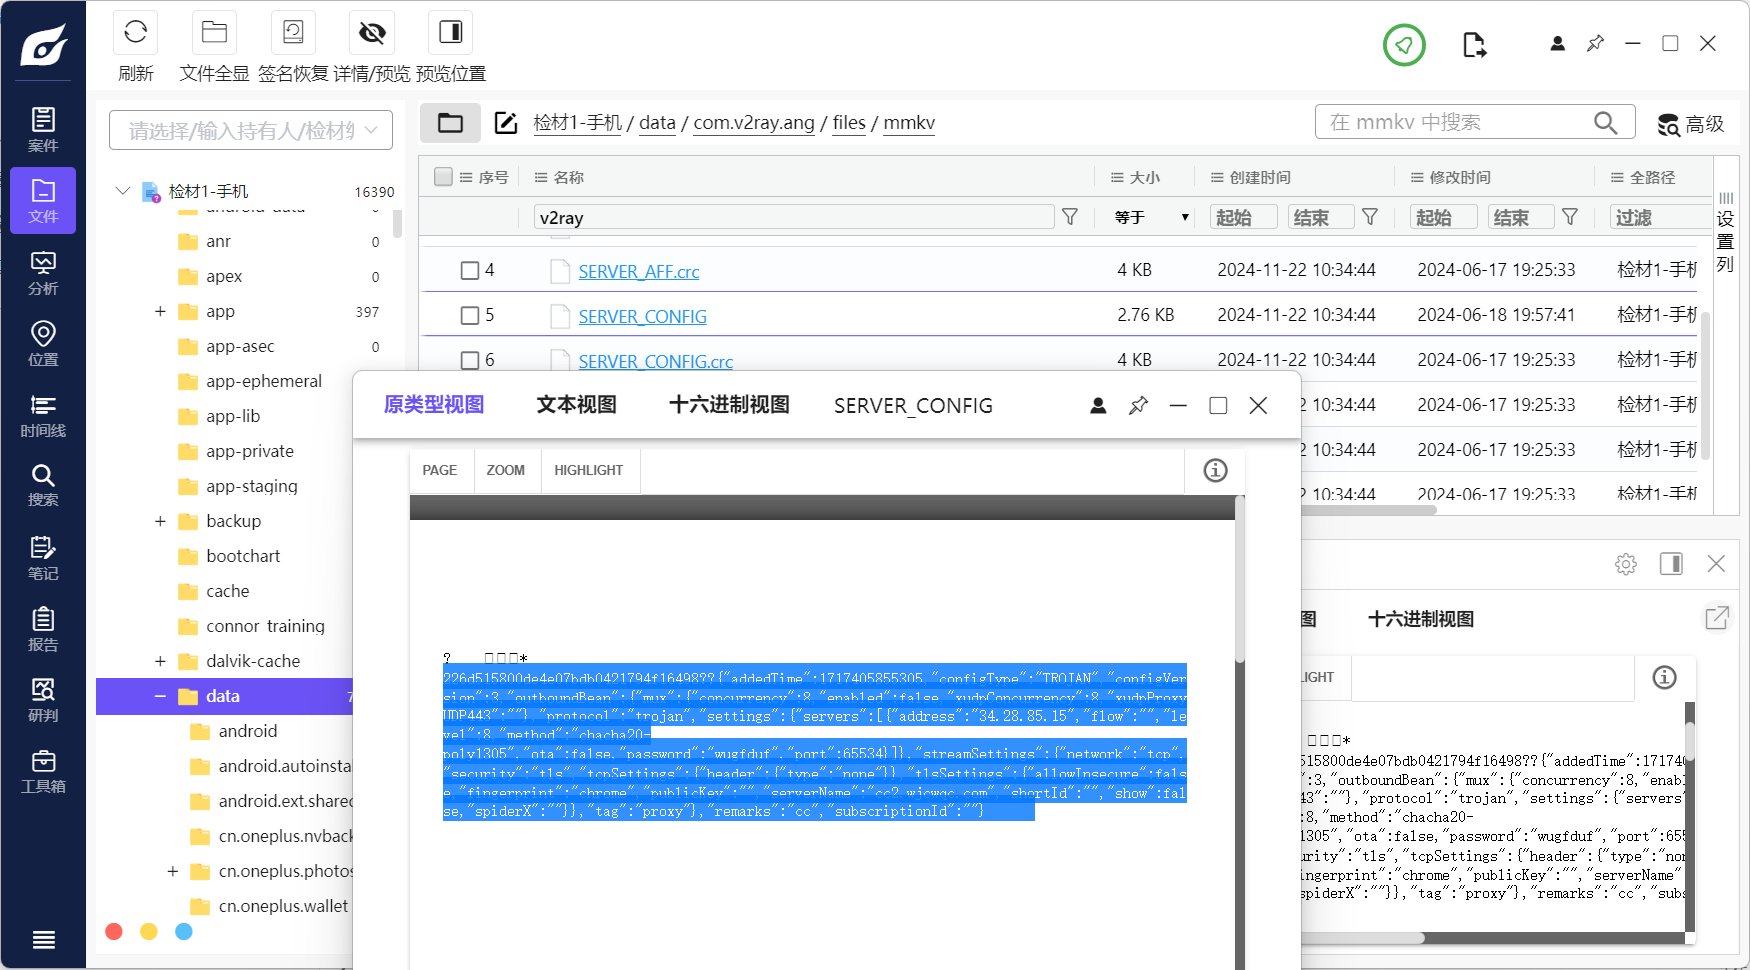 刷新
文件全显
签名恢复
详情/预览
预览位置
案件
文件
分析
位置
时间线
搜索
笔记
报告
研判
工具箱
请选择/输入持有人/检材
检材1-手机 16390
anr 0
apex 0
app 397
app-asec 0
app-ephemeral
app-lib
app-private
app-staging
backup
bootchart
cache
connor_training
dalvik-cache
data 7
android
android.autoinsta
android.ext.shared
cn.oneplus.nvback
cn.oneplus.photos
cn.oneplus.wallet
检材1-手机 / data / com.v2ray.ang / files / mmkv
在 mmkv 中搜索
高级
序号 名称 大小 创建时间 修改时间 全路径
v2ray 等于 起始 结束 起始 结束 过滤
设置列
4 SERVER_AFF.crc 4 KB 2024-11-22 10:34:44 2024-06-17 19:25:33 检材1-手机
5 SERVER_CONFIG 2.76 KB 2024-11-22 10:34:44 2024-06-18 19:57:41 检材1-手机
6 SERVER_CONFIG.crc 4 KB 2024-11-22 10:34:44 2024-06-17 19:25:33 检材1-手机
2 10:34:44 2024-06-17 19:25:33 检材1-手机
2 10:34:44 2024-06-17 19:25:33 检材1-手机
2 10:34:44 2024-06-17 19:25:33 检材1-手机
原类型视图 文本视图 十六进制视图 SERVER_CONFIG
PAGE ZOOM HIGHLIGHT
? □□□*
226d515800de4e07bdb0421794f16498??{"addedTime":1717405855305,"configType":"TROJAN","configVer
sion":3,"outboundBean":{"mux":{"concurrency":8,"enabled":false,"xudpConcurrency":8,"xudpProxy
UDP443":""},"protocol":"trojan","settings":{"servers":[{"address":"34.28.85.15","flow":"","le
vel":8,"method":"chacha20-
poly1305","ota":false,"password":"wugfduf","port":65534}]},"streamSettings":{"network":"tcp",
"security":"tls","tcpSettings":{"header":{"type":"none"}},"tlsSettings":{"allowInsecure":fals
e,"fingerprint":"chrome","publicKey":"","serverName":"cc2.wjcwqc.com","shortId":"","show":fal
se,"spiderX":""}},"tag":"proxy"},"remarks":"cc","subscriptionId":""}
图 十六进制视图
LIGHT
□□□*
515800de4e07bdb0421794f16498??{"addedTime":171740
:3,"outboundBean":{"mux":{"concurrency":8,"enabl
43":""},"protocol":"trojan","settings":{"servers"
:8,"method":"chacha20-
1305","ota":false,"password":"wugfduf","port":655
urity":"tls","tcpSettings":{"header":{"type":"non
ingerprint":"chrome","publicKey":"","serverName"
spiderX":""}},"tag":"proxy"},"remarks":"cc","subs